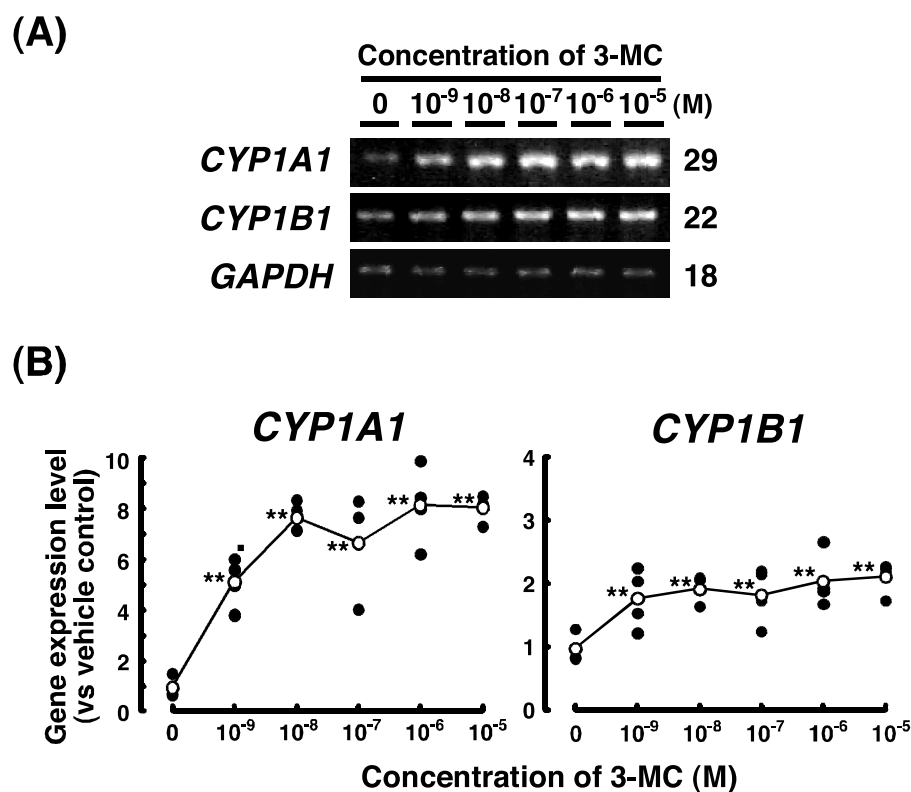 (A)
Concentration of 3-MC
0 10⁻⁹ 10⁻⁸ 10⁻⁷ 10⁻⁶ 10⁻⁵ (M)
CYP1A1 29
CYP1B1 22
GAPDH 18
(B)
CYP1A1 CYP1B1
Gene expression level
(vs vehicle control)
10
8
6
4
2
0
** ** ** ** **
0 10⁻⁹ 10⁻⁸ 10⁻⁷ 10⁻⁶ 10⁻⁵
4
3
2
1
0
** ** ** ** **
0 10⁻⁹ 10⁻⁸ 10⁻⁷ 10⁻⁶ 10⁻⁵
Concentration of 3-MC (M)